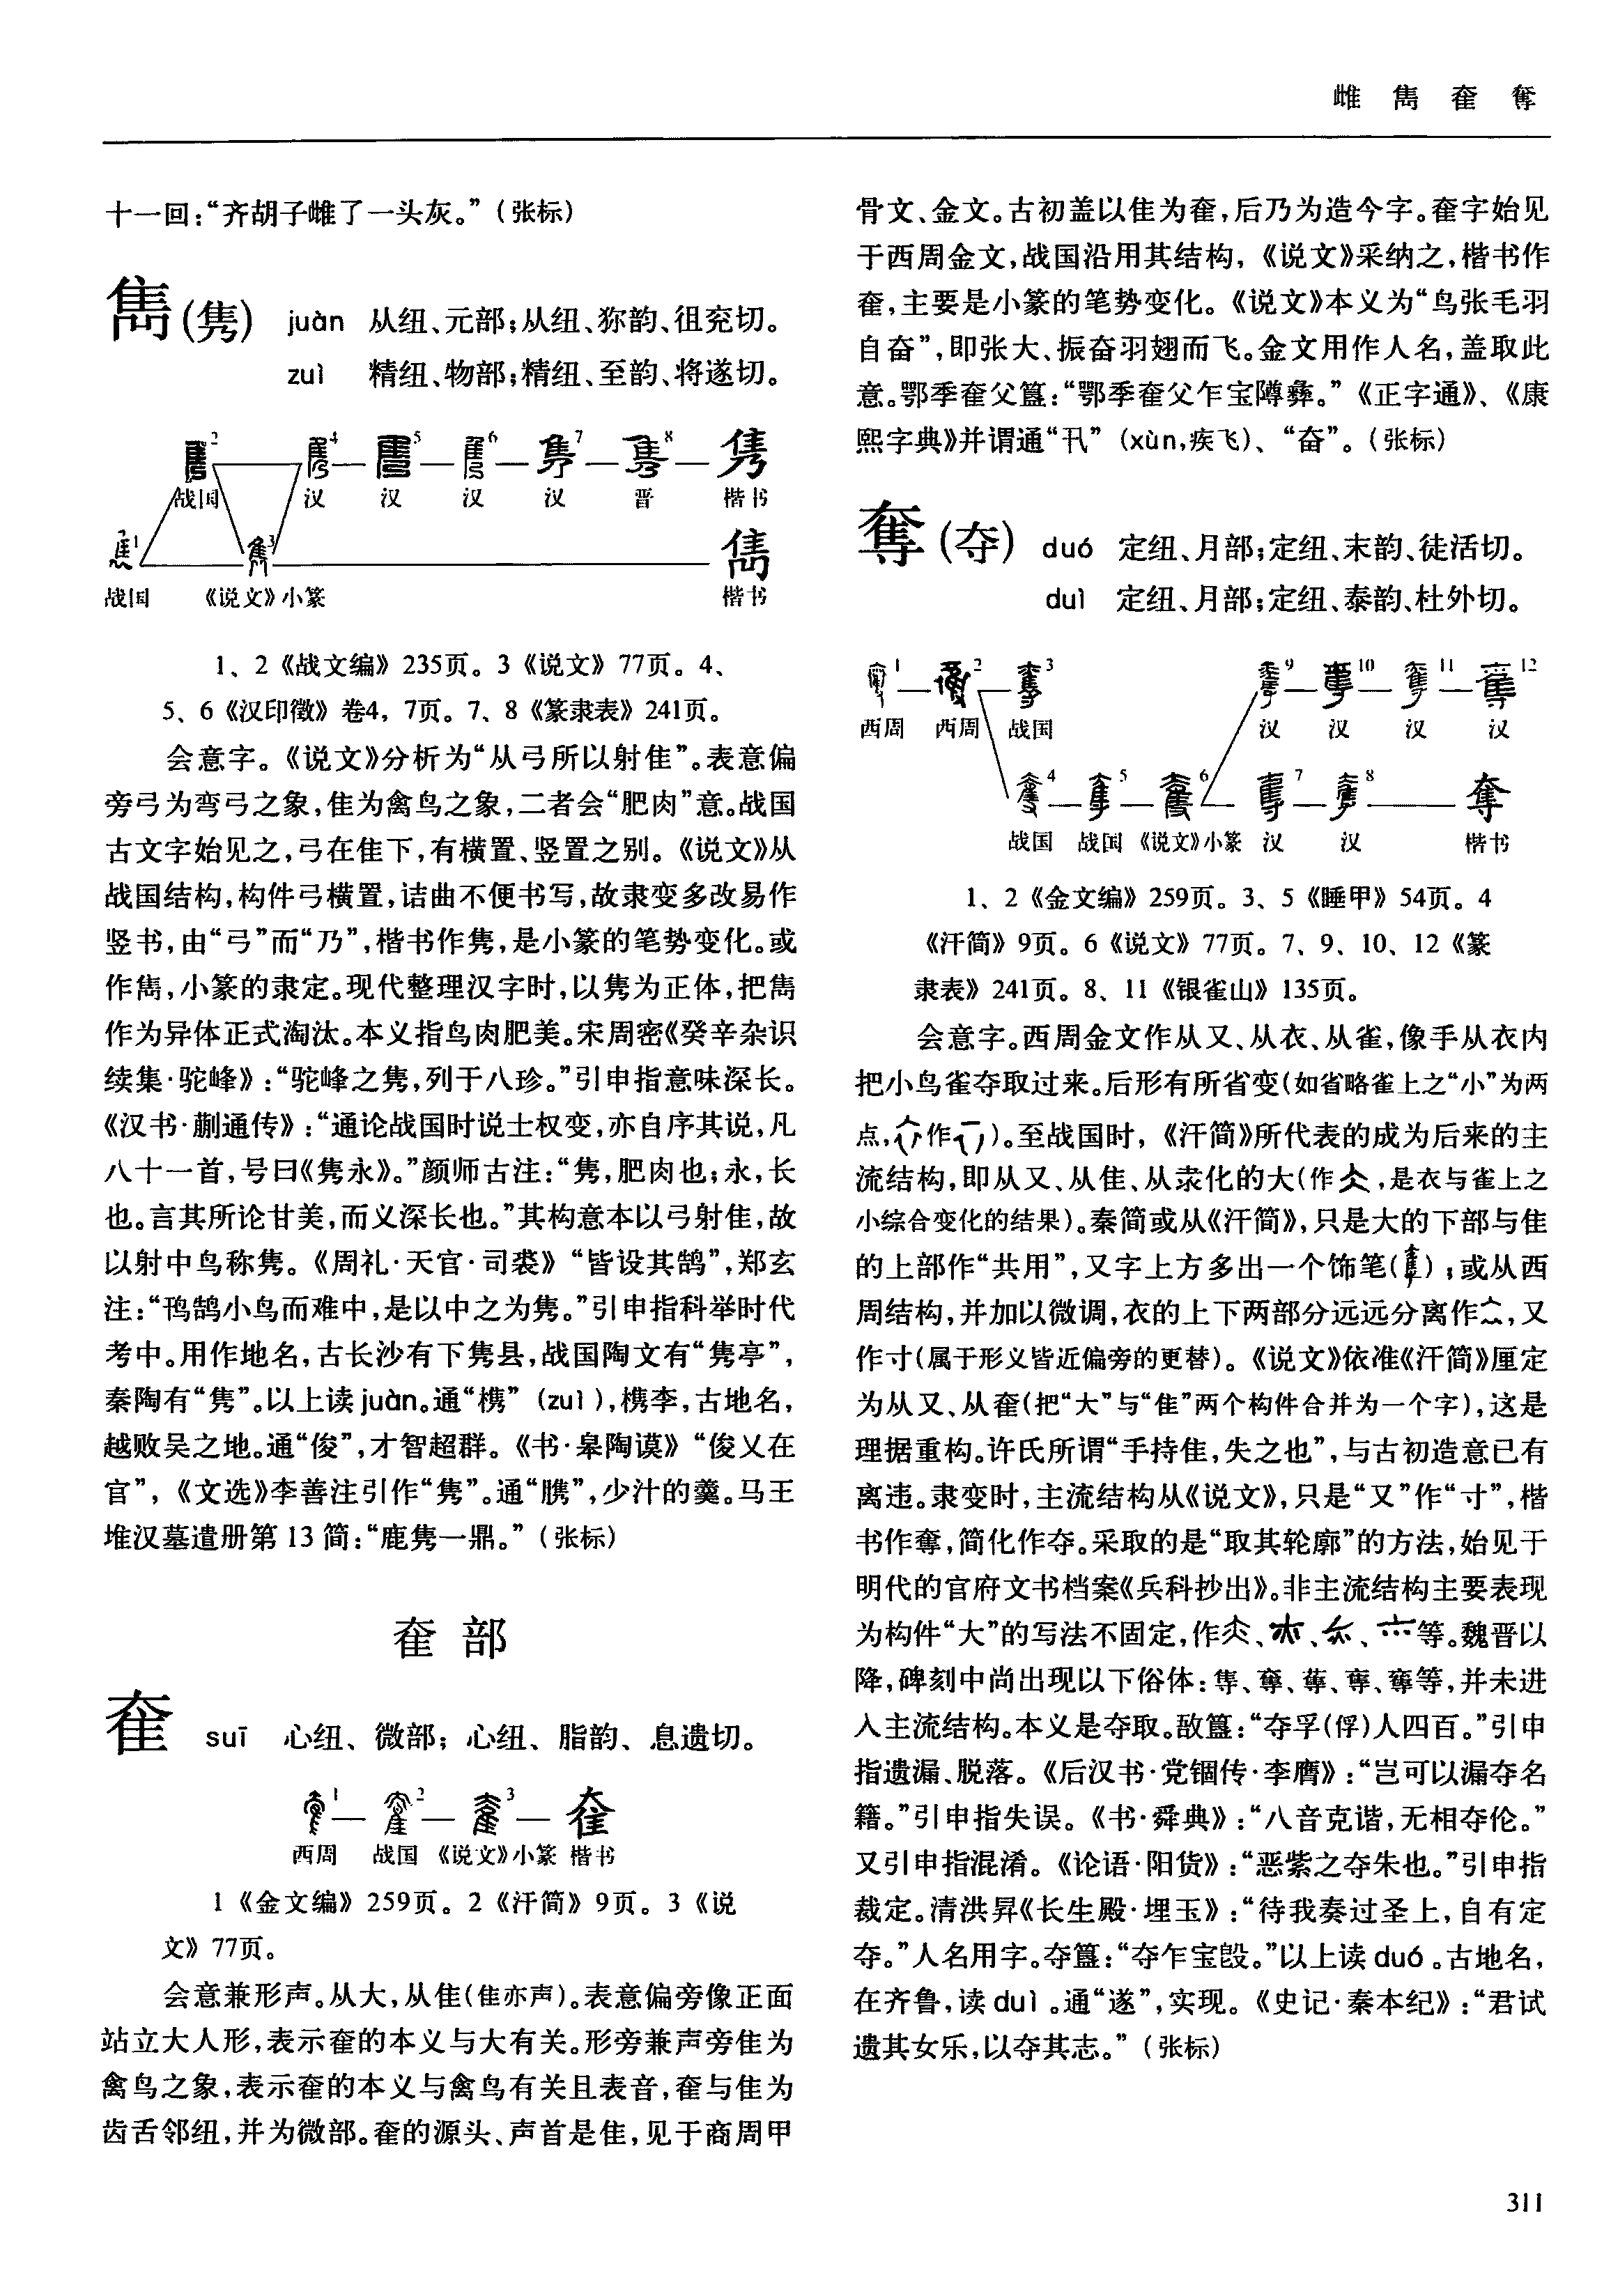 雌 雋 奞 奪
十一回：“齐胡子雌了一头灰。”（张标）
雋(隽) juàn 从纽、元部；从纽、狝韵、徂兖切。
zuì 精纽、物部；精纽、至韵、将遂切。
2 4 5 6 7 8 隽
战国 汉 汉 汉 汉 晋 楷书
1 3 雋
战国 《说文》小篆 楷书
1、2《战文编》235页。3《说文》77页。4、
5、6《汉印徵》卷4，7页。7、8《篆隶表》241页。
会意字。《说文》分析为“从弓所以射隹”。表意偏
旁弓为弯弓之象，隹为禽鸟之象，二者会“肥肉”意。战国
古文字始见之，弓在隹下，有横置、竖置之别。《说文》从
战国结构，构件弓横置，诘曲不便书写，故隶变多改易作
竖书，由“弓”而“乃”，楷书作隽，是小篆的笔势变化。或
作雋，小篆的隶定。现代整理汉字时，以隽为正体，把雋
作为异体正式淘汰。本义指鸟肉肥美。宋周密《癸辛杂识
续集·驼峰》：“驼峰之隽，列于八珍。”引申指意味深长。
《汉书·蒯通传》：“通论战国时说士权变，亦自序其说，凡
八十一首，号曰《隽永》。”颜师古注：“隽，肥肉也；永，长
也。言其所论甘美，而义深长也。”其构意本以弓射隹，故
以射中鸟称隽。《周礼·天官·司裘》“皆设其鹄”，郑玄
注：“鸹鹄小鸟而难中，是以中之为隽。”引申指科举时代
考中。用作地名，古长沙有下隽县，战国陶文有“隽亭”，
秦陶有“隽”。以上读juàn。通“槜”（zuì），槜李，古地名，
越败吴之地。通“俊”，才智超群。《书·皋陶谟》“俊乂在
官”，《文选》李善注引作“隽”。通“臇”，少汁的羹。马王
堆汉墓遣册第13简：“鹿隽一鼎。”（张标）
奞 部
奞 suī 心纽、微部；心纽、脂韵、息遗切。
1 2 3 奞
西周 战国 《说文》小篆 楷书
1《金文编》259页。2《汗简》9页。3《说
文》77页。
会意兼形声。从大，从隹（隹亦声）。表意偏旁像正面
站立大人形，表示奞的本义与大有关。形旁兼声旁隹为
禽鸟之象，表示奞的本义与禽鸟有关且表音，奞与隹为
齿舌邻纽，并为微部。奞的源头、声首是隹，见于商周甲
骨文、金文。古初盖以隹为奞，后乃为造今字。奞字始见
于西周金文，战国沿用其结构，《说文》采纳之，楷书作
奞，主要是小篆的笔势变化。《说文》本义为“鸟张毛羽
自奋”，即张大、振奋羽翅而飞。金文用作人名，盖取此
意。鄂季奞父簋：“鄂季奞父乍宝障彝。”《正字通》、《康
熙字典》并谓通“卂”（xùn，疾飞）、“奋”。（张标）
奪(夺) duó 定纽、月部；定纽、末韵、徒活切。
duì 定纽、月部；定纽、泰韵、杜外切。
1 2 3 9 10 11 12
西周 西周 战国 汉 汉 汉 汉
4 5 6 7 8 奪
战国 战国 《说文》小篆 汉 汉 楷书
1、2《金文编》259页。3、5《睡甲》54页。4
《汗简》9页。6《说文》77页。7、9、10、12《篆
隶表》241页。8、11《银雀山》135页。
会意字。西周金文作从又、从衣、从雀，像手从衣内
把小鸟雀夺取过来。后形有所省变（如省略雀上之“小”为两
点，作）。至战国时，《汗简》所代表的成为后来的主
流结构，即从又、从隹、从衺化的大（作，是衣与雀上之
小综合变化的结果）。秦简或从《汗简》，只是大的下部与隹
的上部作“共用”，又字上方多出一个饰笔（）；或从西
周结构，并加以微调，衣的上下两部分远远分离作，又
作寸（属于形义皆近偏旁的更替）。《说文》依准《汗简》厘定
为从又、从奞（把“大”与“隹”两个构件合并为一个字），这是
理据重构。许氏所谓“手持隹，失之也”，与古初造意已有
离违。隶变时，主流结构从《说文》，只是“又”作“寸”，楷
书作奪，简化作夺。采取的是“取其轮廓”的方法，始见于
明代的官府文书档案《兵科抄出》。非主流结构主要表现
为构件“大”的写法不固定，作、、、等。魏晋以
降，碑刻中尚出现以下俗体：、、、、等，并未进
入主流结构。本义是夺取。敔簋：“夺孚（俘）人四百。”引申
指遗漏、脱落。《后汉书·党锢传·李膺》：“岂可以漏夺名
籍。”引申指失误。《书·舜典》：“八音克谐，无相夺伦。”
又引申指混淆。《论语·阳货》：“恶紫之夺朱也。”引申指
裁定。清洪昇《长生殿·埋玉》：“待我奏过圣上，自有定
夺。”人名用字。夺簋：“夺乍宝𣪘。”以上读duó。古地名，
在齐鲁，读duì。通“遂”，实现。《史记·秦本纪》：“君试
遗其女乐，以夺其志。”（张标）
311